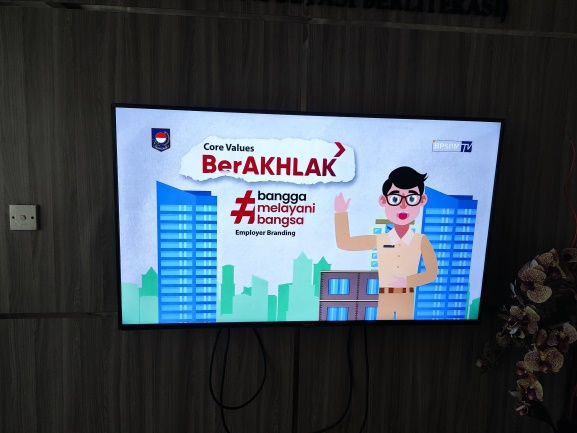 Core Values
BerAKHLAK
#bangga
melayani
bangsa
Employer Branding
BPSDM TV